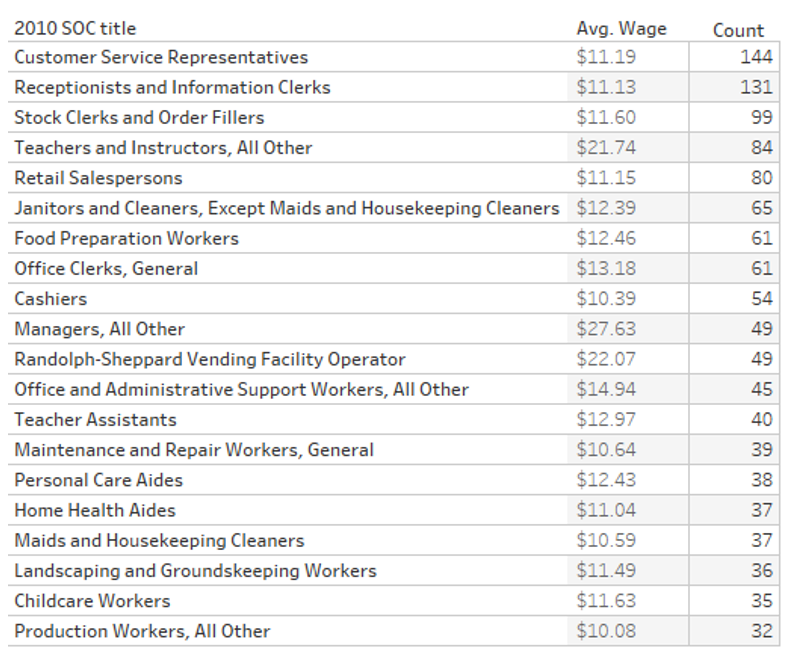 2010 SOC title Avg. Wage Count
Customer Service Representatives $11.19 144
Receptionists and Information Clerks $11.13 131
Stock Clerks and Order Fillers $11.60 99
Teachers and Instructors, All Other $21.74 84
Retail Salespersons $11.15 80
Janitors and Cleaners, Except Maids and Housekeeping Cleaners $12.39 65
Food Preparation Workers $12.46 61
Office Clerks, General $13.18 61
Cashiers $10.39 54
Managers, All Other $27.63 49
Randolph-Sheppard Vending Facility Operator $22.07 49
Office and Administrative Support Workers, All Other $14.94 45
Teacher Assistants $12.97 40
Maintenance and Repair Workers, General $10.64 39
Personal Care Aides $12.43 38
Home Health Aides $11.04 37
Maids and Housekeeping Cleaners $10.59 37
Landscaping and Groundskeeping Workers $11.49 36
Childcare Workers $11.63 35
Production Workers, All Other $10.08 32